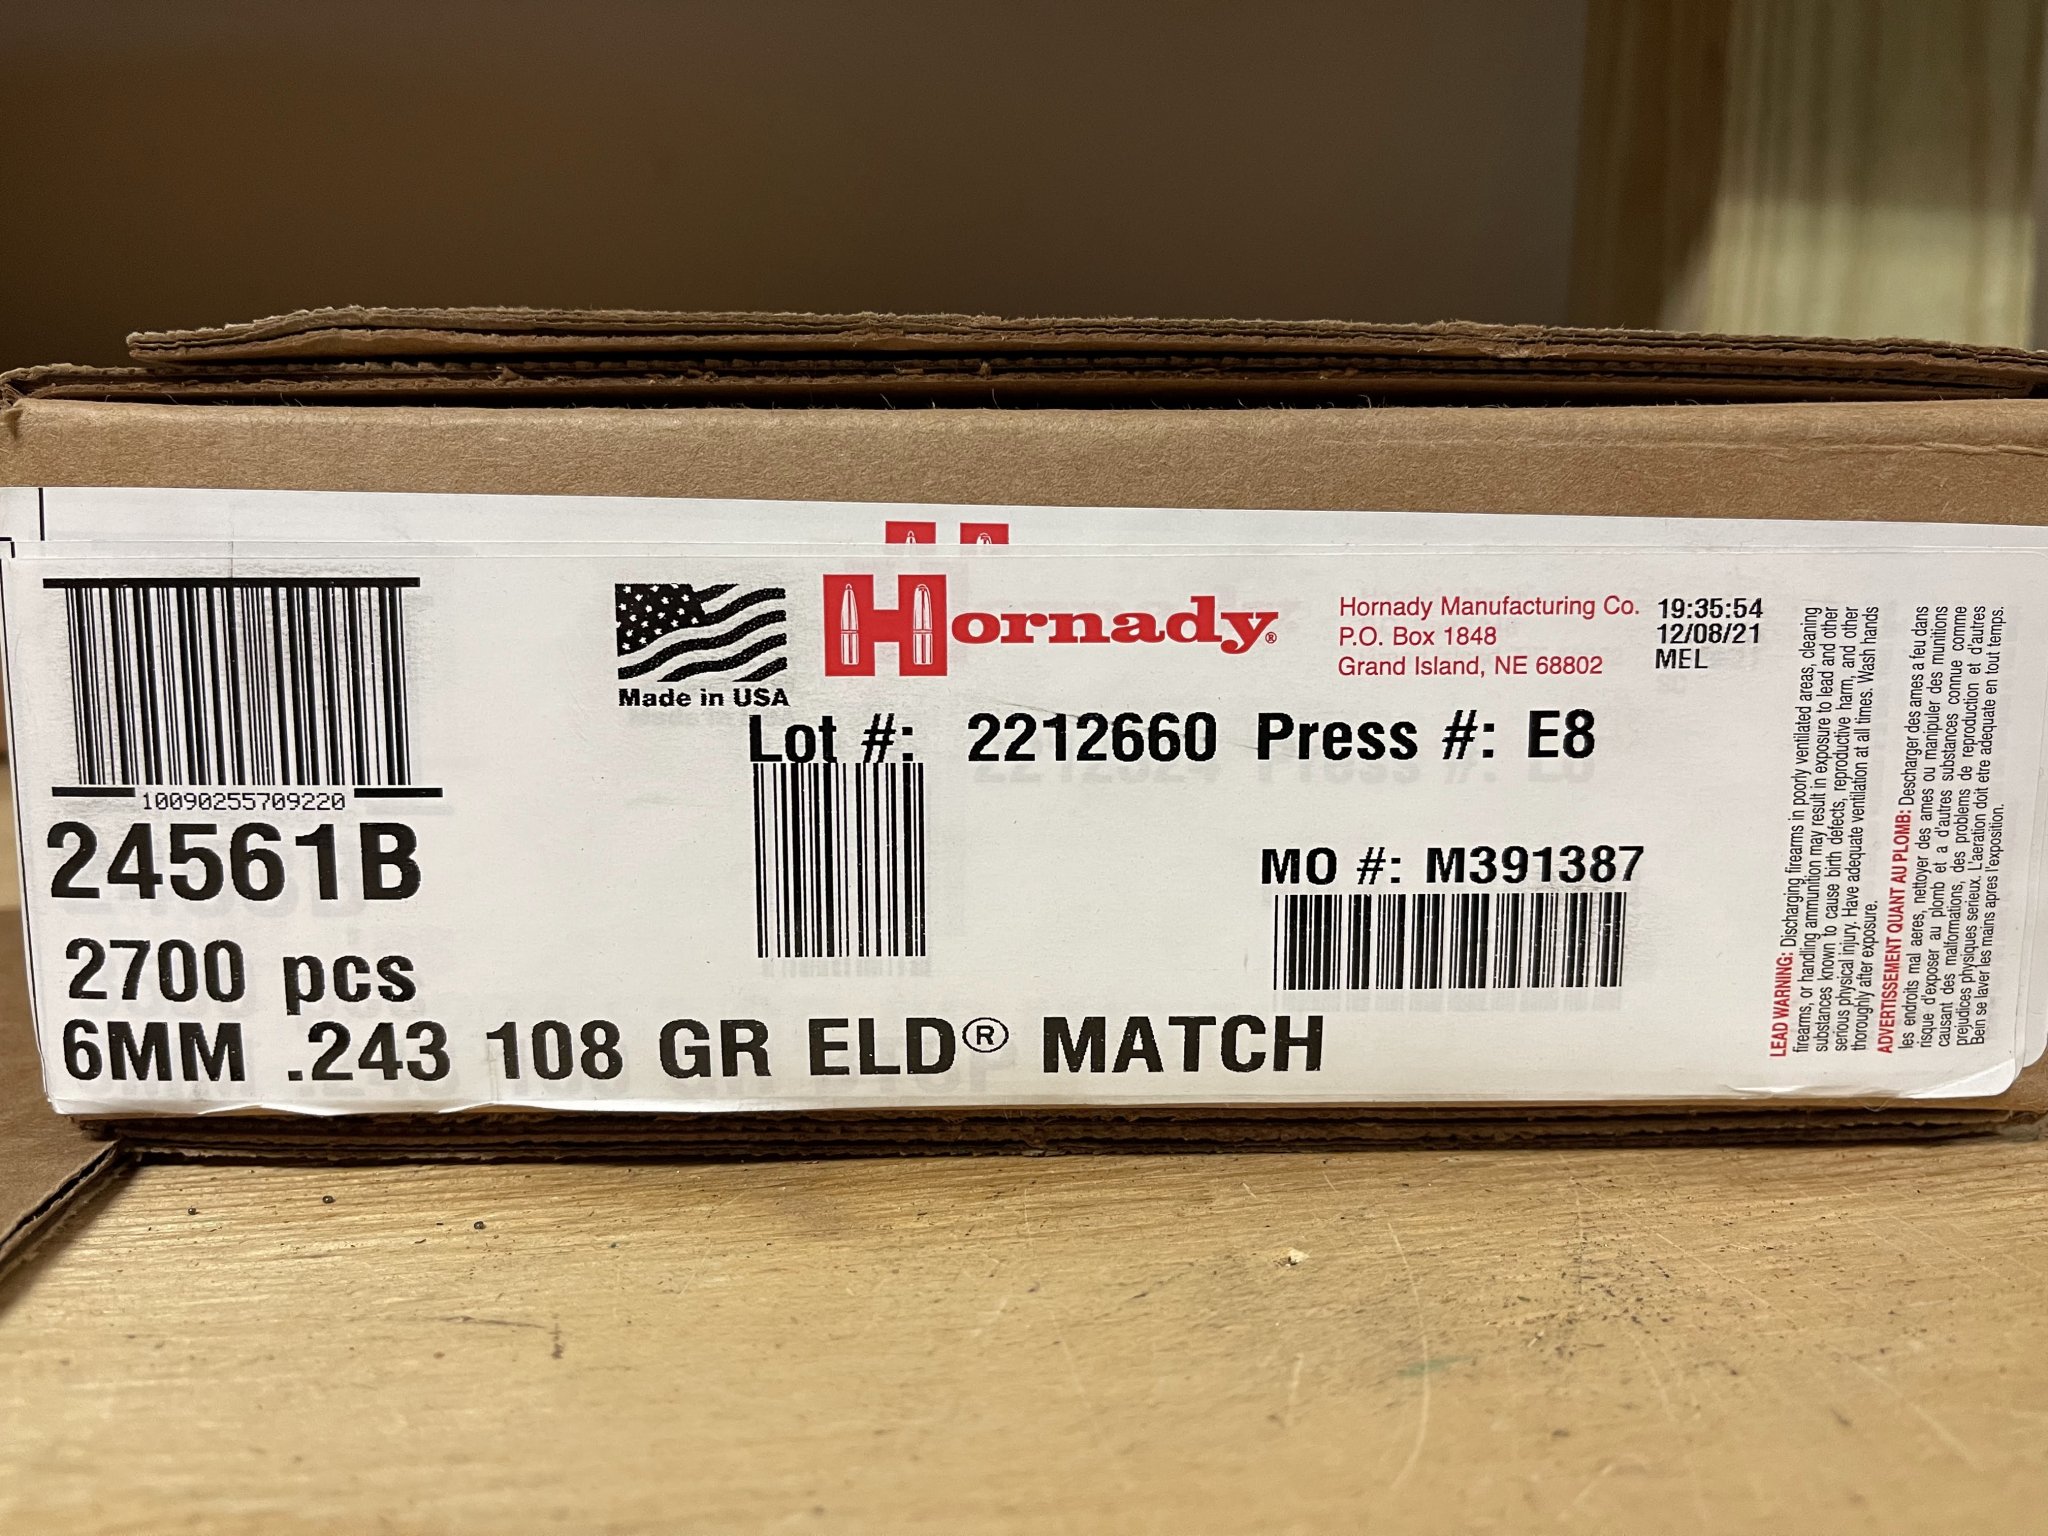 10090255709220
24561B
2700 pcs
6MM .243 108 GR ELD® MATCH
Made in USA
Hornady®
Hornady Manufacturing Co.
P.O. Box 1848
Grand Island, NE 68802
19:35:54
12/08/21
MEL
Lot #: 2212660 Press #: E8
MO #: M391387
LEAD WARNING: Discharging firearms in poorly ventilated areas, cleaning
firearms, or handling ammunition may result in exposure to lead and other
substances known to cause birth defects, reproductive harm, and other
serious physical injury. Have adequate ventilation at all times. Wash hands
thoroughly after exposure.
ADVERTISSEMENT QUANT AU PLOMB: Descharger des ames a feu dans
les endroits mal aeres, nettoyer des ames ou manipuler des munitions
risque d'exposer au plomb et a d'autres substances connue comme
causant des malformations, des problems de reproduction et d'autres
prejudices physiques serieux. L'aeration doit etre adequate en tout temps.
Bein se laver les mains apres l'exposition.